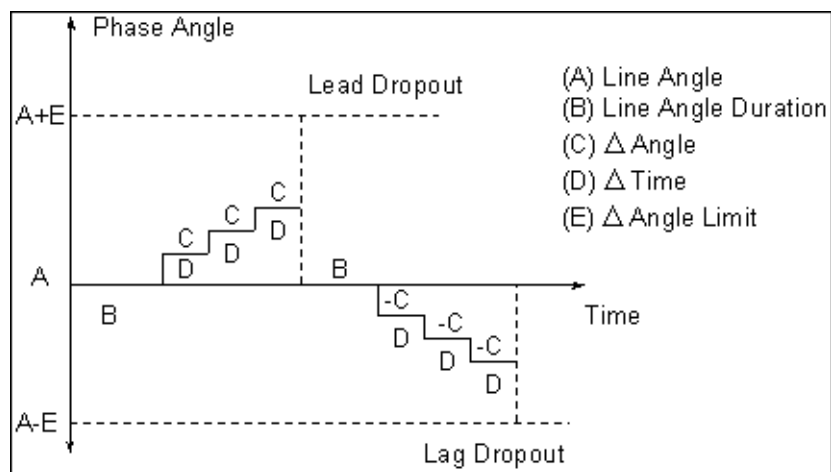 Phase Angle
Lead Dropout
(A) Line Angle
(B) Line Angle Duration
(C) △ Angle
(D) △ Time
(E) △ Angle Limit
A+E
C
C
C
D
D
D
A
B
B
Time
-C
-C
-C
D
D
D
A-E
Lag Dropout